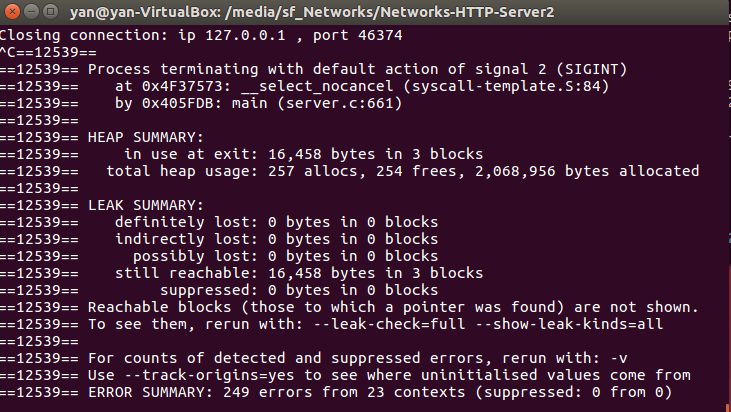 yan@yan-VirtualBox: /media/sf_Networks/Networks-HTTP-Server2
Closing connection: ip 127.0.0.1 , port 46374
^C==12539==
==12539== Process terminating with default action of signal 2 (SIGINT)
==12539==    at 0x4F37573: __select_nocancel (syscall-template.S:84)
==12539==    by 0x405FDB: main (server.c:661)
==12539==
==12539== HEAP SUMMARY:
==12539==     in use at exit: 16,458 bytes in 3 blocks
==12539==   total heap usage: 257 allocs, 254 frees, 2,068,956 bytes allocated
==12539==
==12539== LEAK SUMMARY:
==12539==    definitely lost: 0 bytes in 0 blocks
==12539==    indirectly lost: 0 bytes in 0 blocks
==12539==      possibly lost: 0 bytes in 0 blocks
==12539==    still reachable: 16,458 bytes in 3 blocks
==12539==         suppressed: 0 bytes in 0 blocks
==12539== Reachable blocks (those to which a pointer was found) are not shown.
==12539== To see them, rerun with: --leak-check=full --show-leak-kinds=all
==12539==
==12539== For counts of detected and suppressed errors, rerun with: -v
==12539== Use --track-origins=yes to see where uninitialised values come from
==12539== ERROR SUMMARY: 249 errors from 23 contexts (suppressed: 0 from 0)